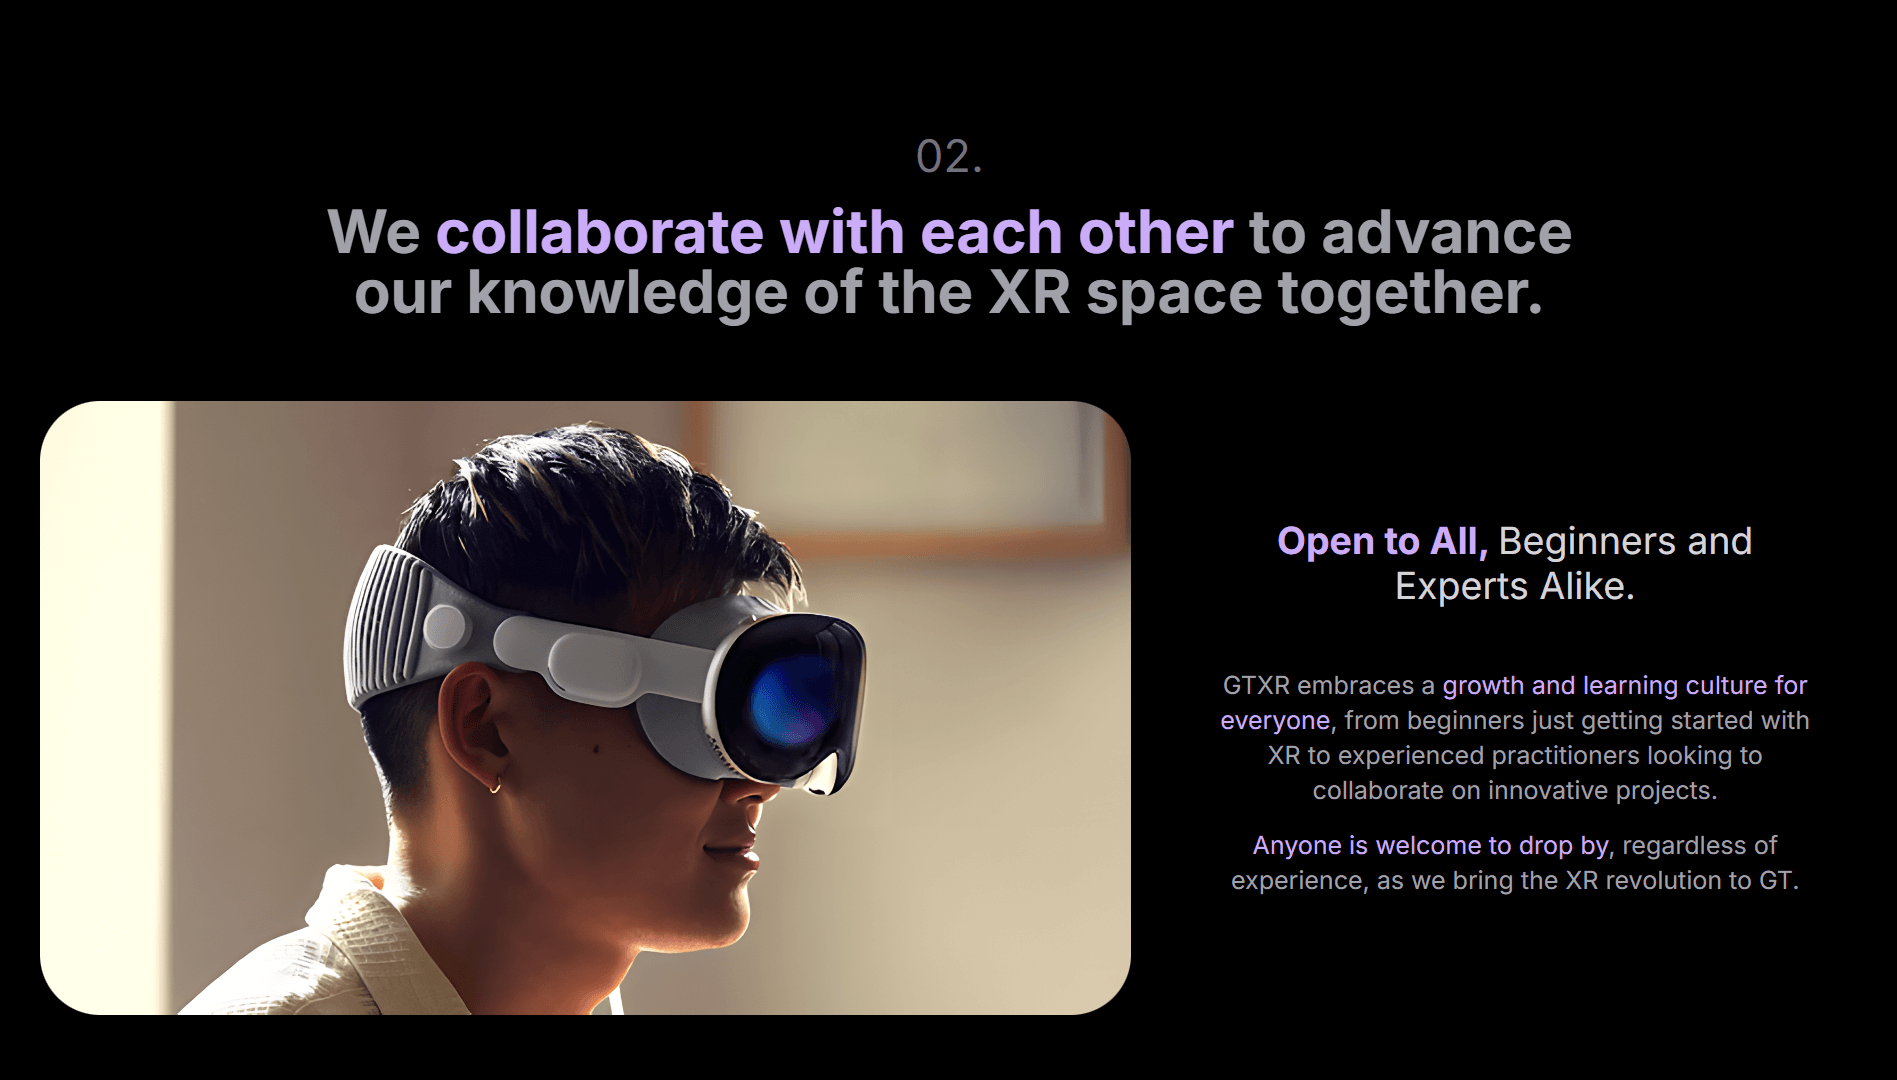 02.
We collaborate with each other to advance
our knowledge of the XR space together.
Open to All, Beginners and
Experts Alike.
GTXR embraces a growth and learning culture for
everyone, from beginners just getting started with
XR to experienced practitioners looking to
collaborate on innovative projects.
Anyone is welcome to drop by, regardless of
experience, as we bring the XR revolution to GT.